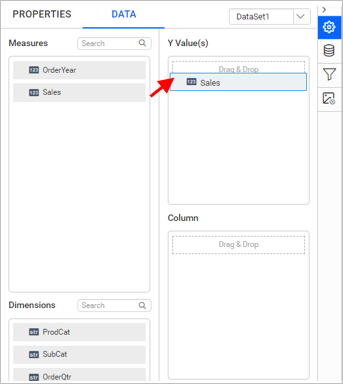 PROPERTIES DATA DataSet1
Measures Search
123 OrderYear
123 Sales
Y Value(s)
Drag & Drop
123 Sales
Column
Drag & Drop
Dimensions Search
str ProdCat
str SubCat
str OrderQtr